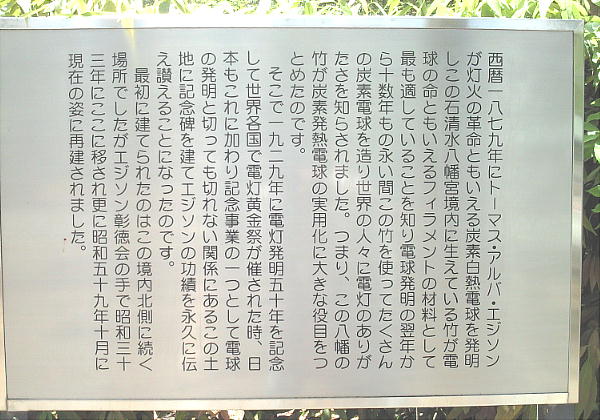 西暦一八七九年にトーマス・アルバ・エジソン
が灯火の革命ともいえる炭素白熱電球を発明
しこの石清水八幡宮境内に生えている竹が電
球の命ともいえるフィラメントの材料として
最も適していることを知り電球発明の翌年か
ら十数年もの永い間この竹を使ってたくさん
の炭素電球を造り世界の人々に電灯のありが
たさを知らされました。つまり、この八幡の
竹が炭素発熱電球の実用化に大きな役目をつ
とめたのです。
そこで一九二九年に電灯発明五十年を記念
して世界各国で電灯黄金祭が催された時、日
本もこれに加わり記念事業の一つとして電球
の発明と切っても切れない関係にあるこの土
地に記念碑を建てエジソンの功績を永久に伝
え讃えることになったのです。
最初に建てられたのはこの境内北側に続く
場所でしたがエジソン彰徳会の手で昭和三十
三年にここに移され更に昭和五十九年十月に
現在の姿に再建されました。